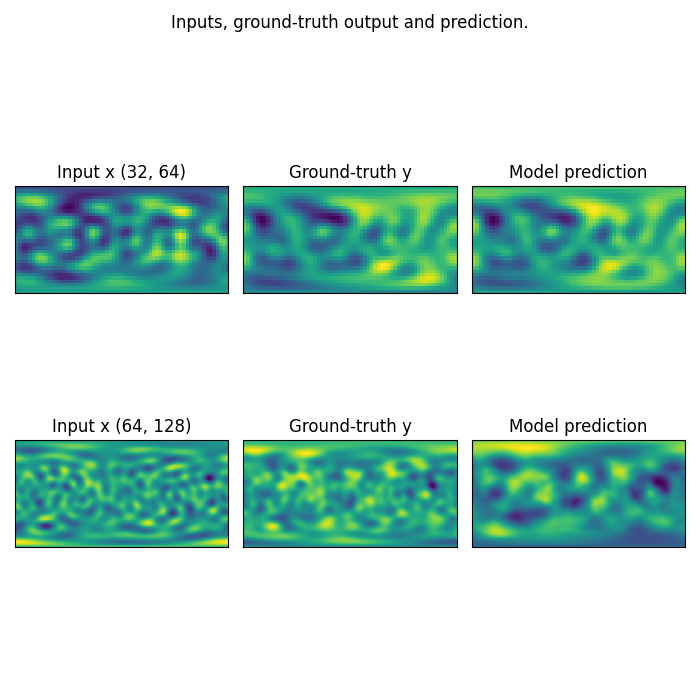 Inputs, ground-truth output and prediction.
Input x (32, 64)
Ground-truth y
Model prediction
Input x (64, 128)
Ground-truth y
Model prediction